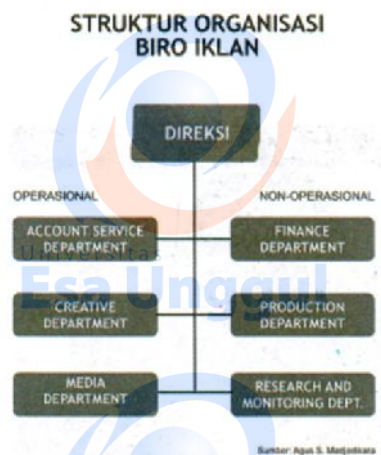 STRUKTUR ORGANISASI
BIRO IKLAN
DIREKSI
OPERASIONAL
NON-OPERASIONAL
ACCOUNT SERVICE
DEPARTMENT
FINANCE
DEPARTMENT
Universitas
Esa Unggul
CREATIVE
DEPARTMENT
PRODUCTION
DEPARTMENT
MEDIA
DEPARTMENT
RESEARCH AND
MONITORING DEPT.
Sumber: Agus S. Madjadikara